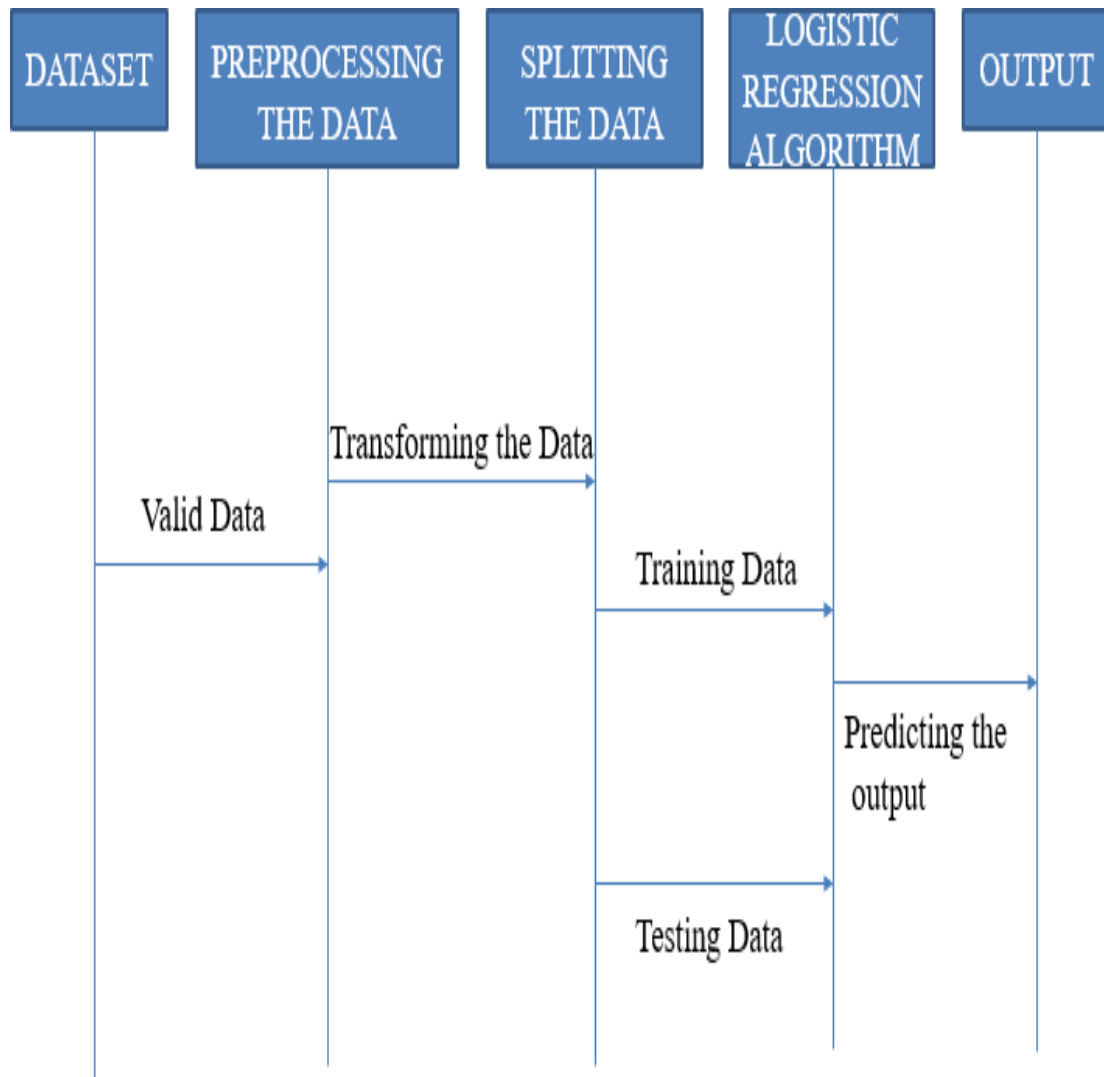 DATASET
PREPROCESSING
THE DATA
SPLITTING
THE DATA
LOGISTIC
REGRESSION
ALGORITHM
OUTPUT
Transforming the Data
Valid Data
Training Data
Predicting the
output
Testing Data